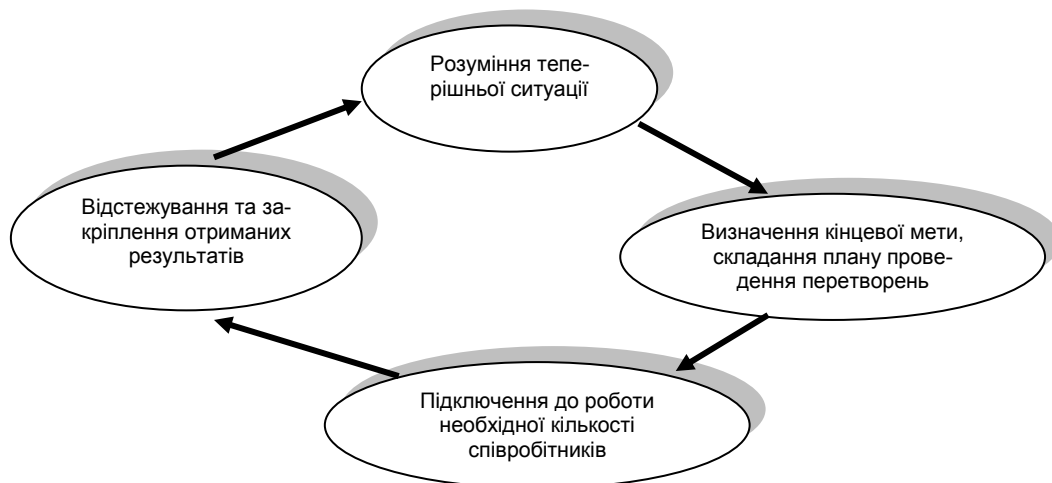 Розуміння тепе-
рішньої ситуації
Відстежування та за-
кріплення отриманих
результатів
Визначення кінцевої мети,
складання плану прове-
дення перетворень
Підключення до роботи
необхідної кількості
співробітників